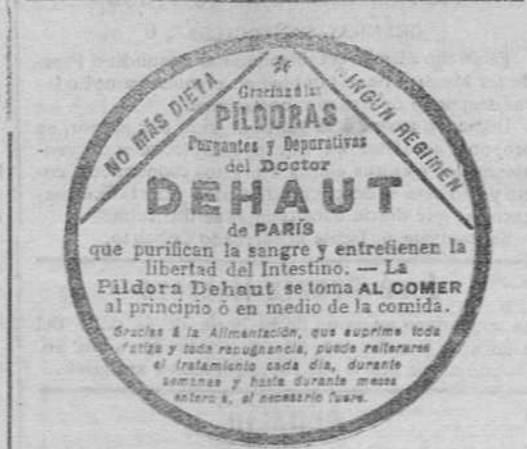 NO MÁS DIETA
NINGÚN RÉGIMEN
Gracias á las
PÍLDORAS
Purgantes y Depurativas
del Doctor
DEHAUT
de PARÍS
que purifican la sangre y entretienen la
libertad del Intestino. — La
Píldora Dehaut se toma AL COMER
al principio ó en medio de la comida.
Gracias á la Alimentación, que suprime toda
fatiga y toda repugnancia, puede reiterarse
el tratamiento cada día, durante
semanas y hasta durante meses
enteros, si necesario fuere.